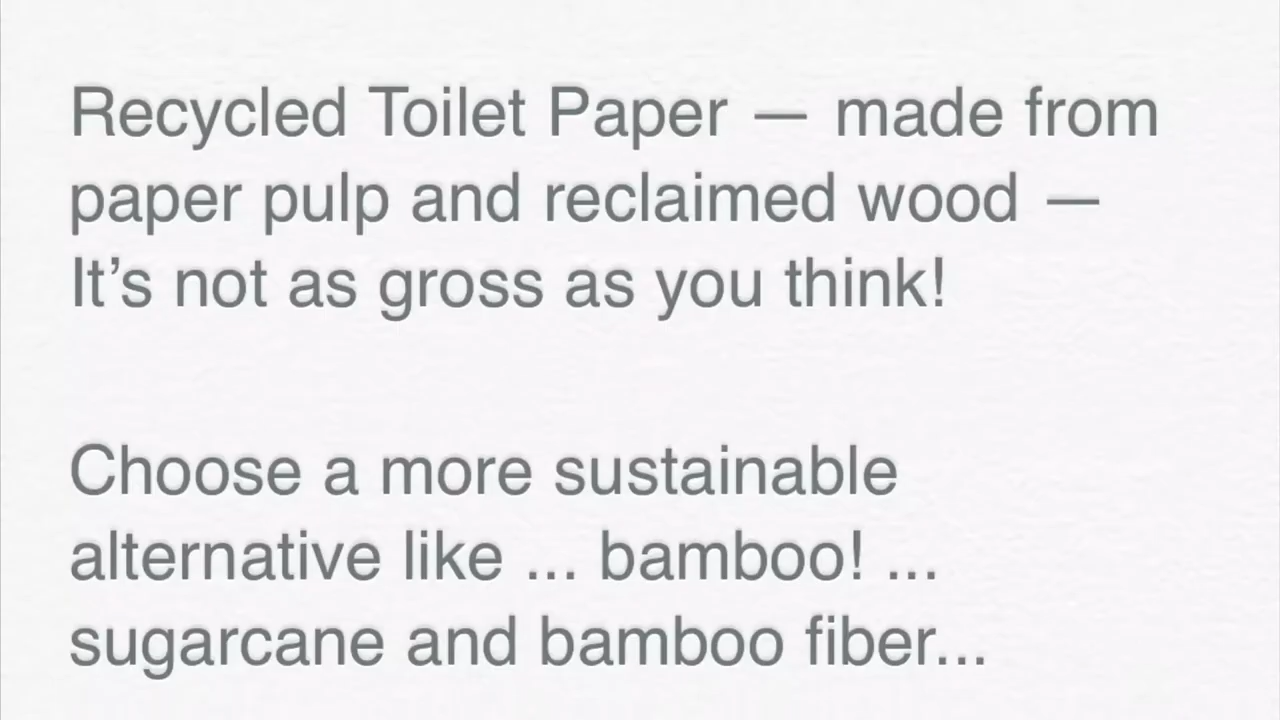 Recycled Toilet Paper — made from
paper pulp and reclaimed wood —
It’s not as gross as you think!
Choose a more sustainable
alternative like ... bamboo! ...
sugarcane and bamboo fiber...